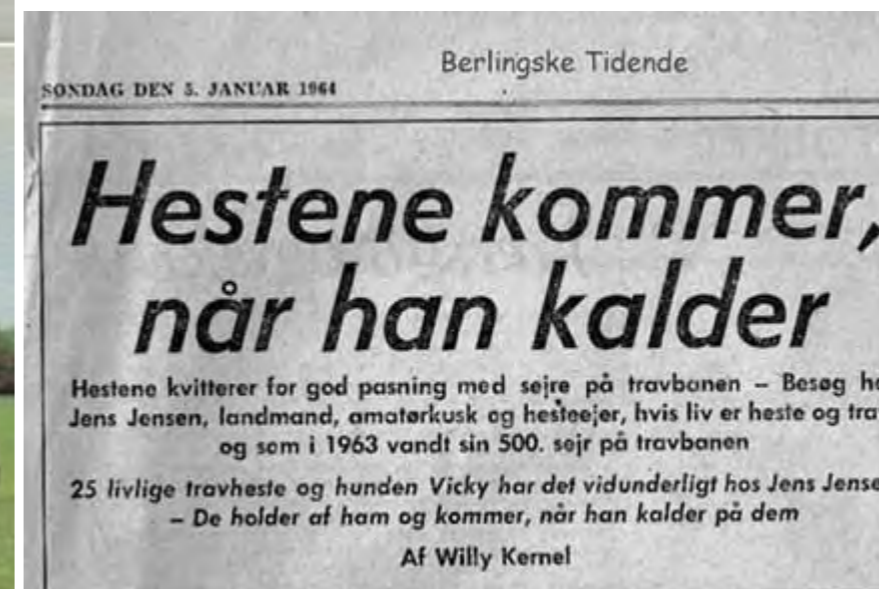 Berlingske Tidende
SØNDAG DEN 5. JANUAR 1964
Hestene kommer,
når han kalder
Hestene kvitterer for god pasning med sejre på travbanen – Besøg
Jens Jensen, landmand, amatørkusk og hesteejer, hvis liv er heste og
og som i 1963 vandt sin 500. sejr på travbanen
25 livlige travheste og hunden Vicky har det vidunderligt hos Jens
– De holder af ham og kommer, når han kalder på dem
Af Willy Kernel